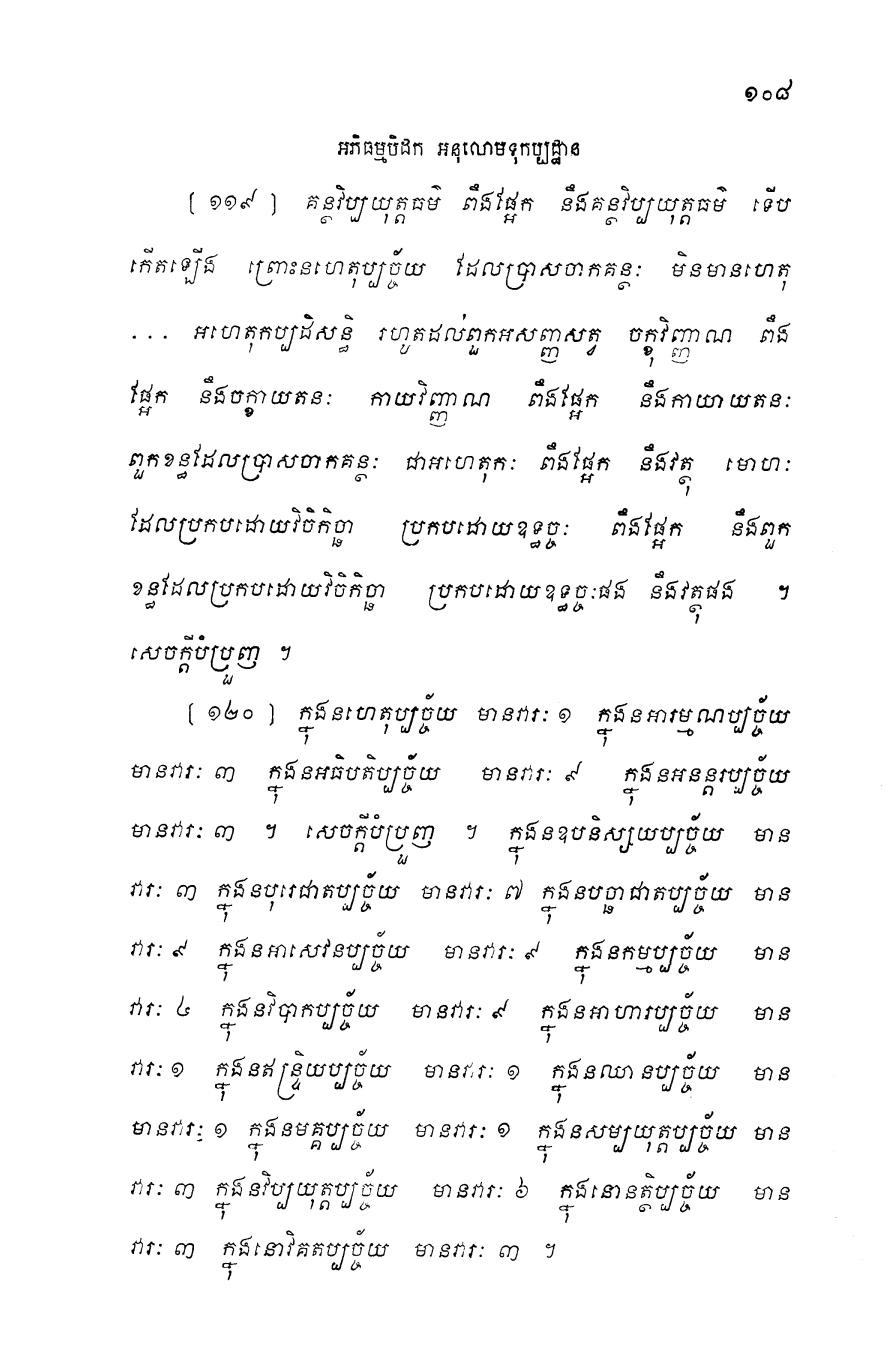 ១០៨
អភិធម្មបិដក អនុលោមទុកប្បដ្ឋាន
[ ១១៩ ] គន្ថវិប្បយុត្តធម៌ ពឹងផ្អែក នឹងគន្ថវិប្បយុត្តធម៌ ទើប
កើតឡើង ព្រោះនហេតុប្បច្ច័យ ដែលប្រាសចាកគន្ថៈ មិនមានហេតុ
... អហេតុកប្បដិសន្ធិ រហូតដល់ពួកអសញ្ញសត្វ ចក្ខុវិញ្ញាណ ពឹង
ផ្អែក នឹងចក្ខាយតនៈ កាយវិញ្ញាណ ពឹងផ្អែក នឹងកាយាយតនៈ
ពួកខន្ធដែលប្រាសចាកគន្ថៈ ជាអហេតុកៈ ពឹងផ្អែក នឹងវត្ថុ មោហៈ
ដែលប្រកបដោយវិចិកិច្ឆា ប្រកបដោយឧទ្ធច្ចៈ ពឹងផ្អែក នឹងពួក
ខន្ធដែលប្រកបដោយវិចិកិច្ឆា ប្រកបដោយឧទ្ធច្ចៈផង នឹងវត្ថុផង ។
សេចក្តីបំប្រួញ ។
[ ១២០ ] ក្នុងនហេតុប្បច្ច័យ មានវារៈ ១ ក្នុងនអារម្មណប្បច្ច័យ
មានវារៈ ៣ ក្នុងនអធិបតិប្បច្ច័យ មានវារៈ ៩ ក្នុងនអនន្តរប្បច្ច័យ
មានវារៈ ៣ ។ សេចក្តីបំប្រួញ ។ ក្នុងនឧបនិស្សយប្បច្ច័យ មាន
វារៈ ៣ ក្នុងនបុរេជាតប្បច្ច័យ មានវារៈ ៧ ក្នុងនបច្ឆាជាតប្បច្ច័យ មាន
វារៈ ៩ ក្នុងនអាសេវនប្បច្ច័យ មានវារៈ ៩ ក្នុងនកម្មប្បច្ច័យ មាន
វារៈ ៤ ក្នុងនវិបាកប្បច្ច័យ មានវារៈ ៩ ក្នុងនអាហារប្បច្ច័យ មាន
វារៈ ១ ក្នុងនឥន្ទ្រិយប្បច្ច័យ មានវារៈ ១ ក្នុងនឈានប្បច្ច័យ មាន
មានវារៈ ១ ក្នុងនមគ្គប្បច្ច័យ មានវារៈ ១ ក្នុងនសម្បយុត្តប្បច្ច័យ មាន
វារៈ ៣ ក្នុងនវិប្បយុត្តប្បច្ច័យ មានវារៈ ៦ ក្នុងនោនត្ថិប្បច្ច័យ មាន
វារៈ ៣ ក្នុងនោវិគតប្បច្ច័យ មានវារៈ ៣ ។